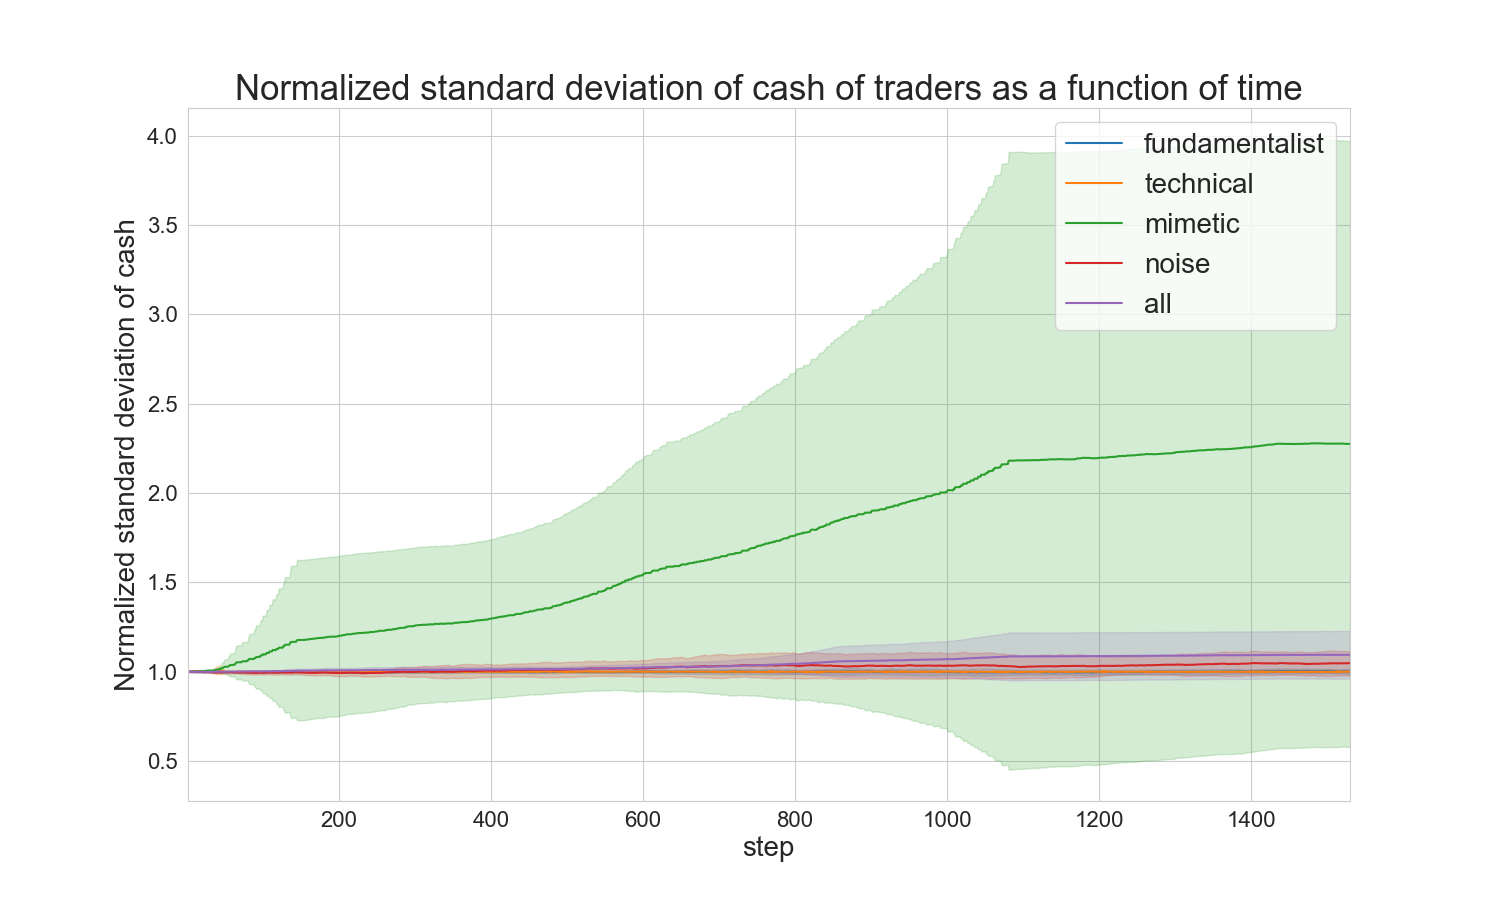 Normalized standard deviation of cash of traders as a function of time
Normalized standard deviation of cash
4.0
3.5
3.0
2.5
2.0
1.5
1.0
0.5
fundamentalist
technical
mimetic
noise
all
200 400 600 800 1000 1200 1400
step